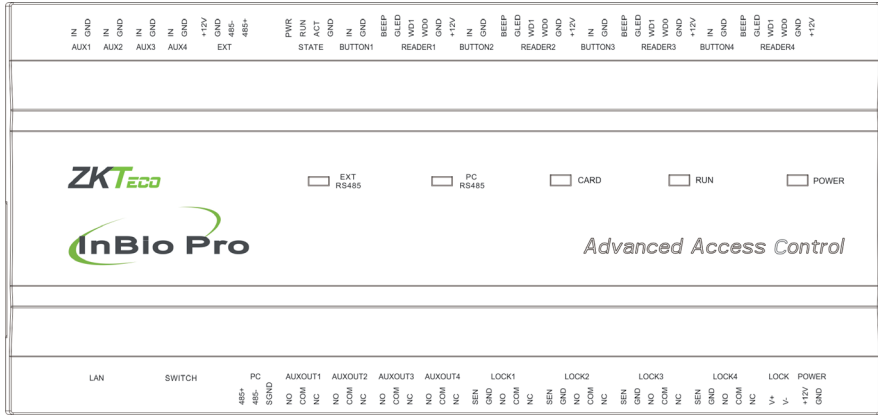 IN GND IN GND IN GND IN GND +12V GND 485- 485+ PWR RUN ACT GND IN GND BEEP GLED WD1 WD0 GND +12V IN GND BEEP GLED WD1 WD0 GND +12V IN GND BEEP GLED WD1 WD0 GND +12V IN GND BEEP GLED WD1 WD0 GND +12V
AUX1 AUX2 AUX3 AUX4 EXT STATE BUTTON1 READER1 BUTTON2 READER2 BUTTON3 READER3 BUTTON4 READER4
ZKTeco
EXT
RS485
PC
RS485
CARD
RUN
POWER
InBio Pro
Advanced Access Control
LAN SWITCH PC AUXOUT1 AUXOUT2 AUXOUT3 AUXOUT4 LOCK1 LOCK2 LOCK3 LOCK4 LOCK POWER
485+ 485- SGND NO COM NC NO COM NC NO COM NC NO COM NC SEN GND NO COM NC SEN GND NO COM NC SEN GND NO COM NC SEN GND NO COM NC V+ V- +12V GND